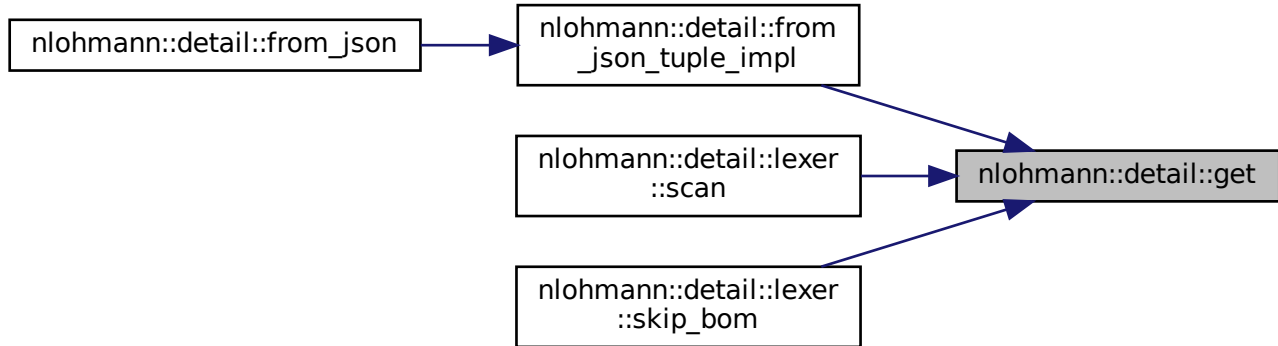 nlohmann::detail::from_json
nlohmann::detail::from
_json_tuple_impl
nlohmann::detail::lexer
::scan
nlohmann::detail::get
nlohmann::detail::lexer
::skip_bom